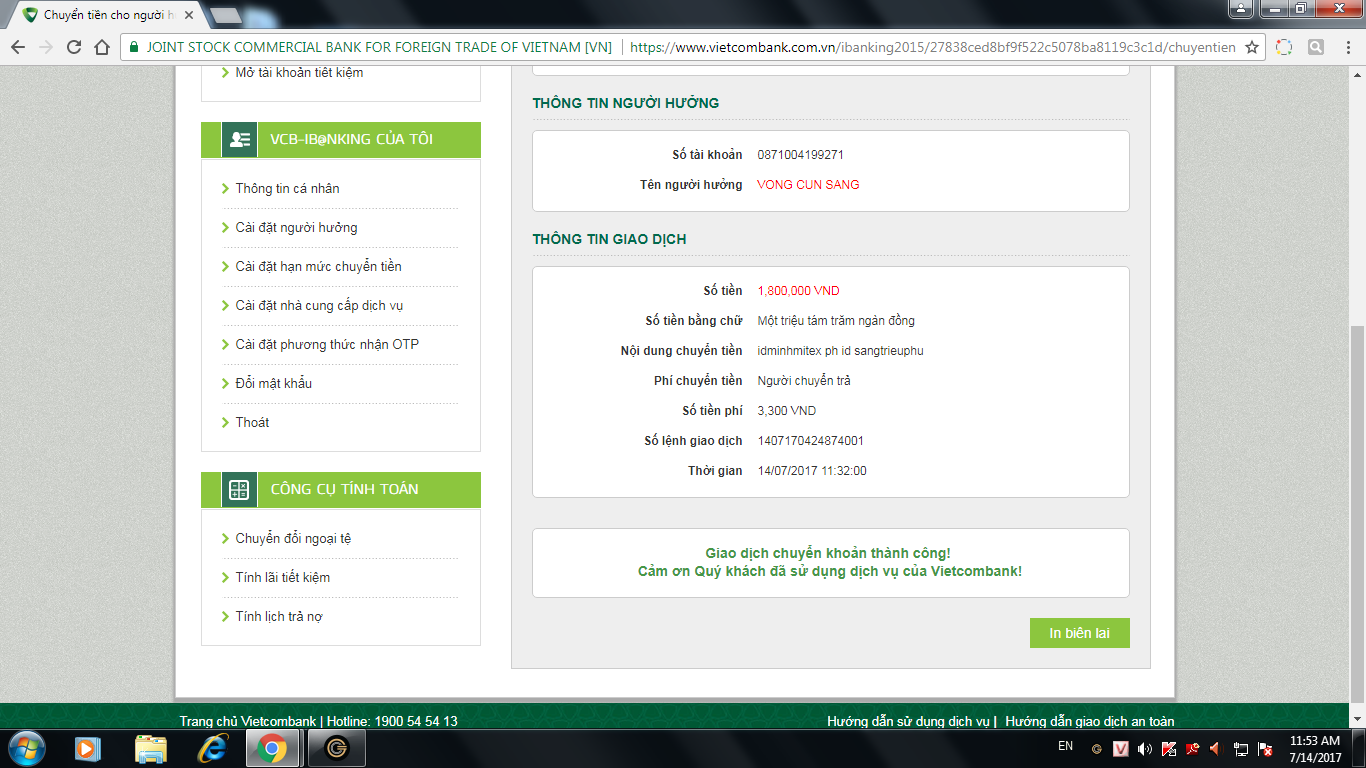 Chuyển tiền cho người h
JOINT STOCK COMMERCIAL BANK FOR FOREIGN TRADE OF VIETNAM [VN]
https://www.vietcombank.com.vn/ibanking2015/27838ced8bf9f522c5078ba8119c3c1d/chuyentien
Mở tài khoản tiết kiệm
VCB-IB@NKING CỦA TÔI
Thông tin cá nhân
Cài đặt người hưởng
Cài đặt hạn mức chuyển tiền
Cài đặt nhà cung cấp dịch vụ
Cài đặt phương thức nhận OTP
Đổi mật khẩu
Thoát
CÔNG CỤ TÍNH TOÁN
Chuyển đổi ngoại tệ
Tính lãi tiết kiệm
Tính lịch trả nợ
THÔNG TIN NGƯỜI HƯỞNG
Số tài khoản 0871004199271
Tên người hưởng VONG CUN SANG
THÔNG TIN GIAO DỊCH
Số tiền 1,800,000 VND
Số tiền bằng chữ Một triệu tám trăm ngàn đồng
Nội dung chuyển tiền idminhmitex ph id sangtrieuphu
Phí chuyển tiền Người chuyển trả
Số tiền phí 3,300 VND
Số lệnh giao dịch 1407170424874001
Thời gian 14/07/2017 11:32:00
Giao dịch chuyển khoản thành công!
Cảm ơn Quý khách đã sử dụng dịch vụ của Vietcombank!
In biên lai
Trang chủ Vietcombank | Hotline: 1900 54 54 13
Hướng dẫn sử dụng dịch vụ | Hướng dẫn giao dịch an toàn
EN
11:53 AM
7/14/2017